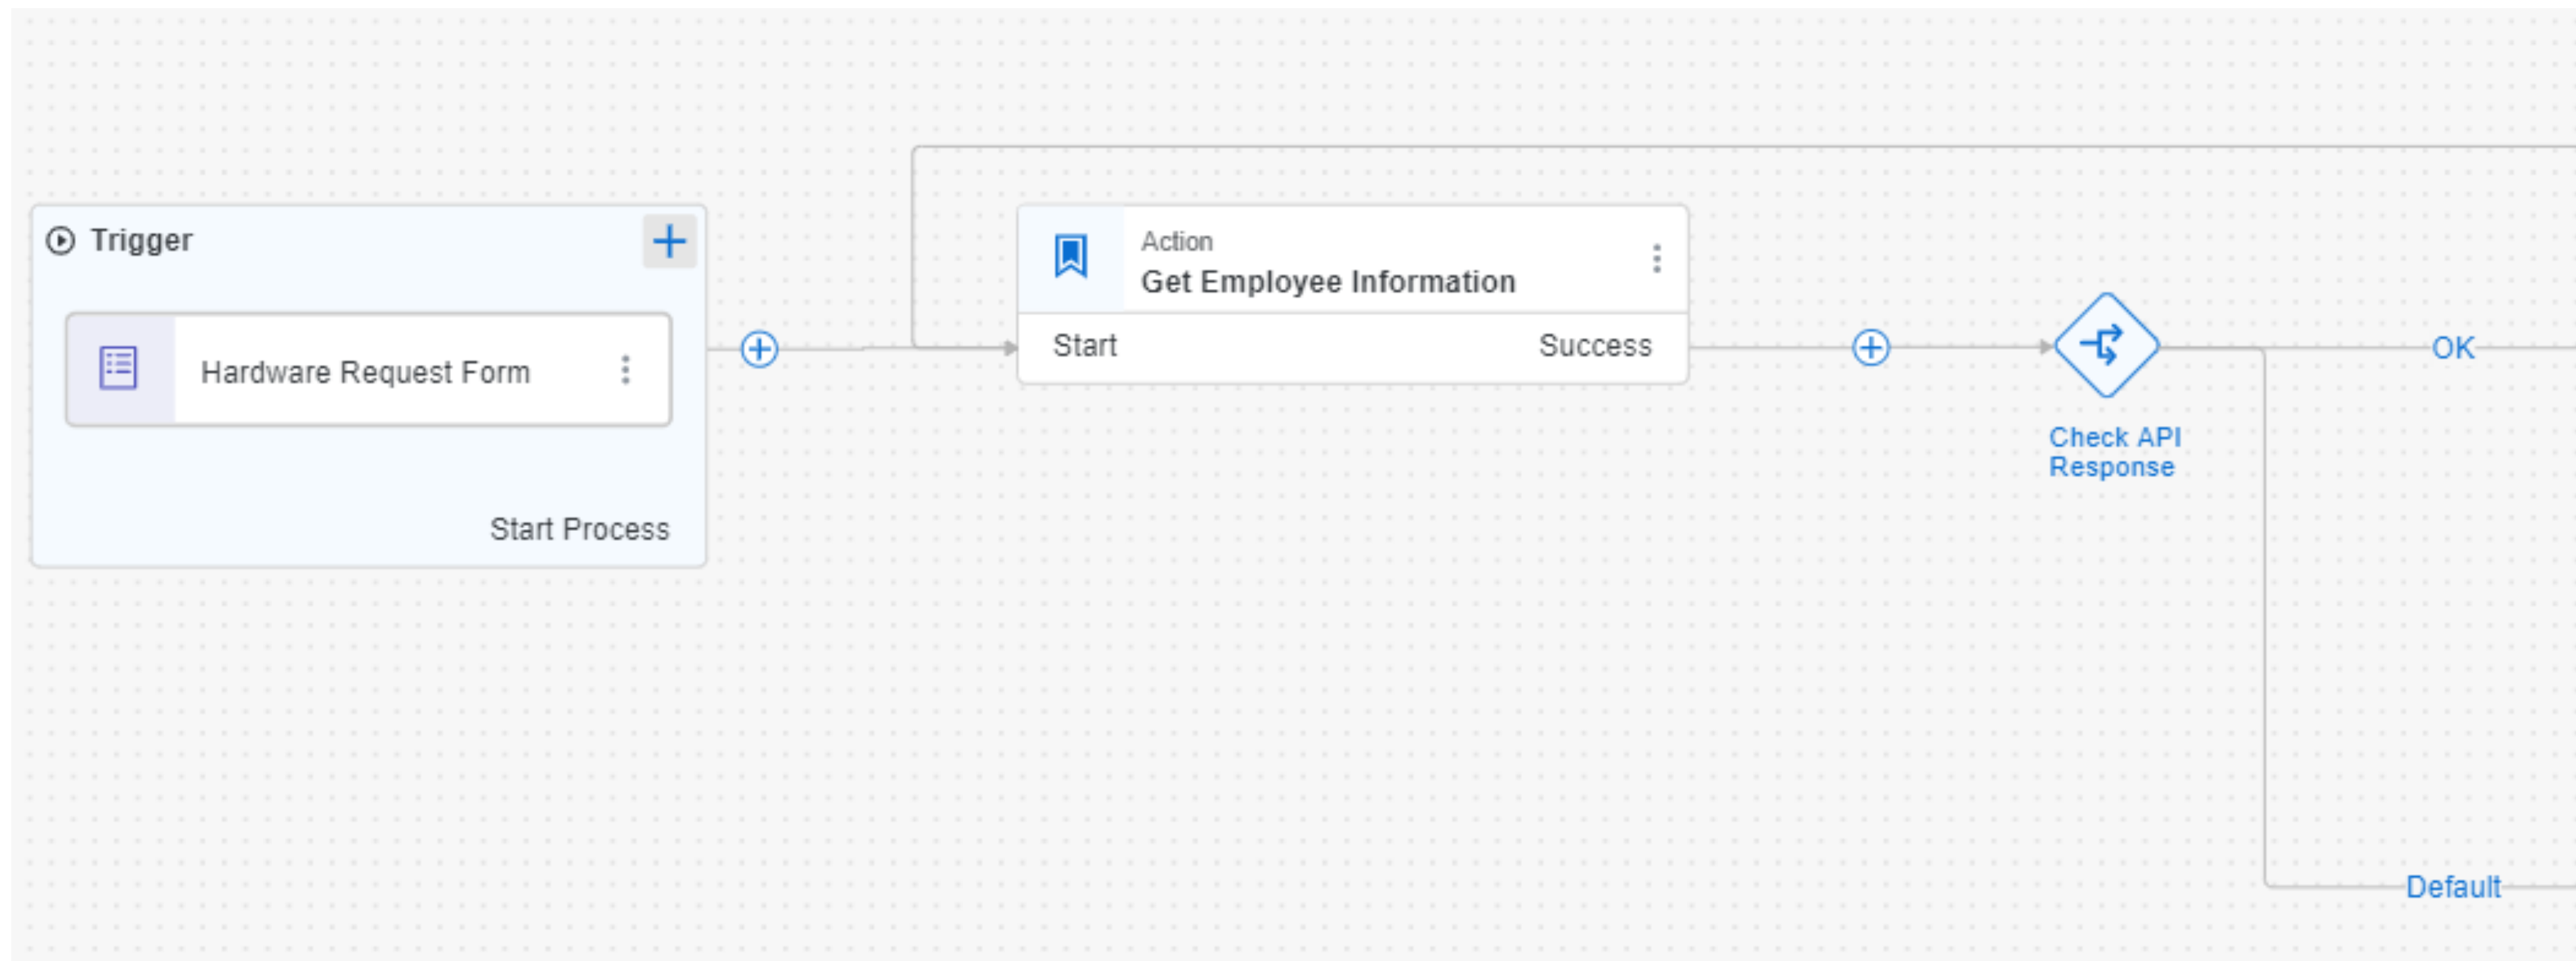 Trigger
Hardware Request Form
Start Process
Action
Get Employee Information
Start
Success
Check API
Response
OK
Default